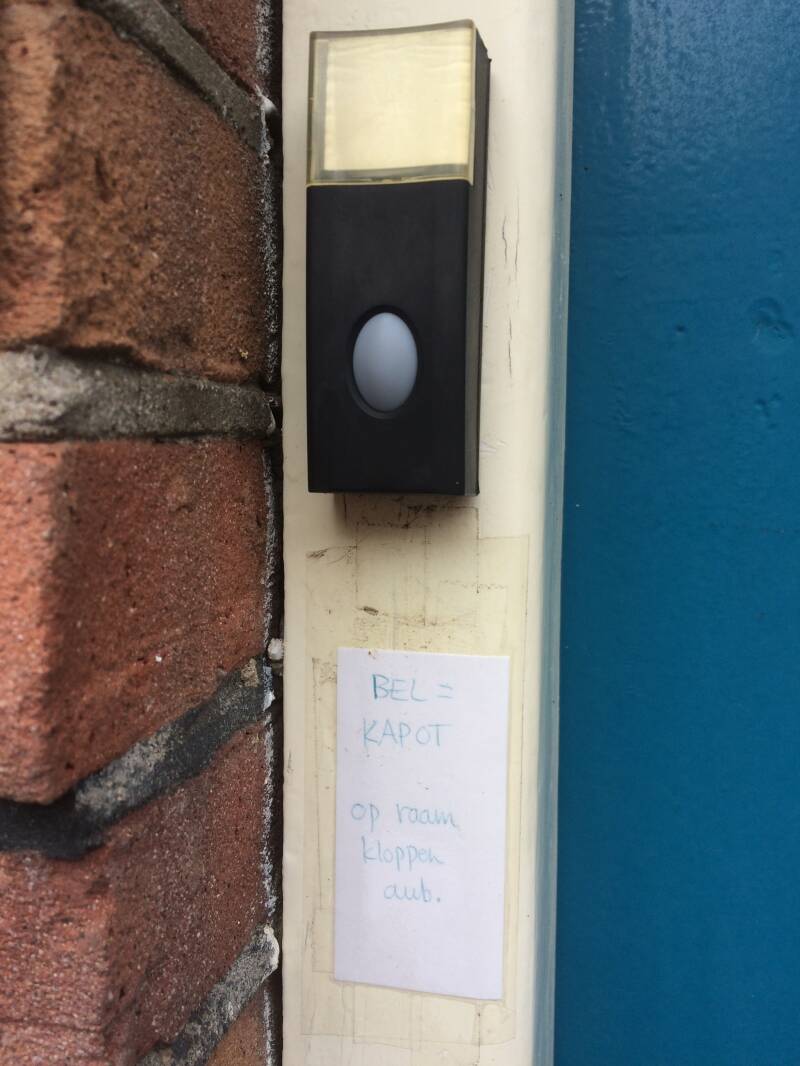 BEL =
KAPOT
op raam
kloppen
aub.